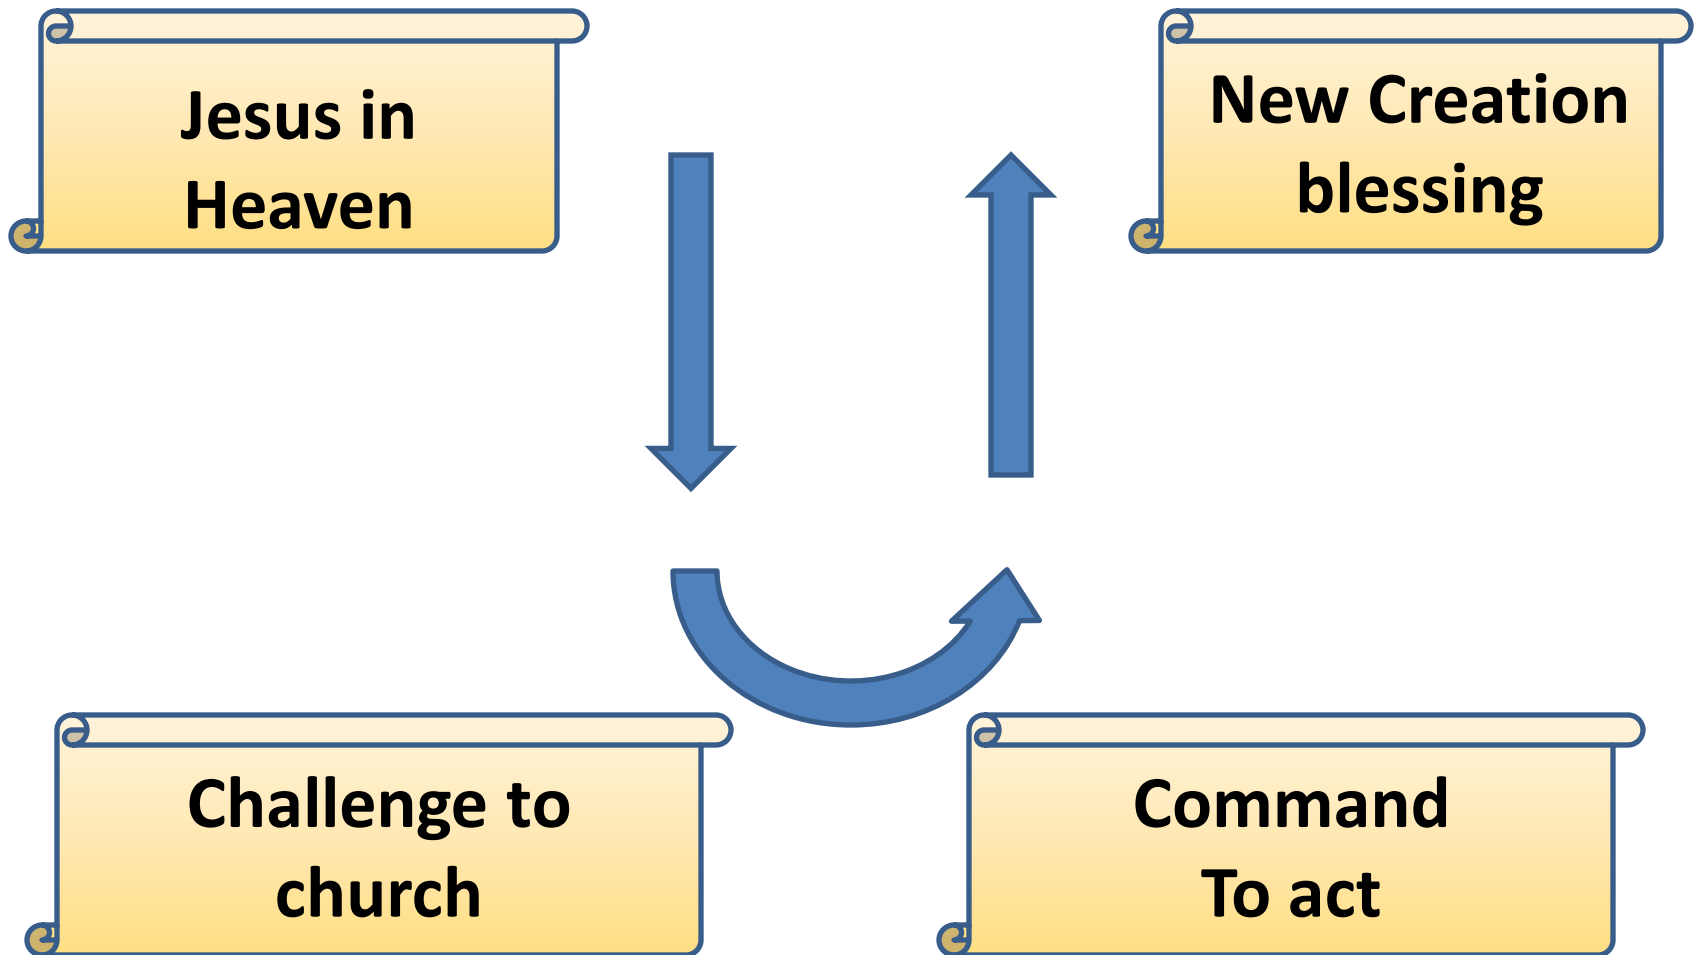 Jesus in
Heaven
New Creation
blessing
Challenge to
church
Command
To act